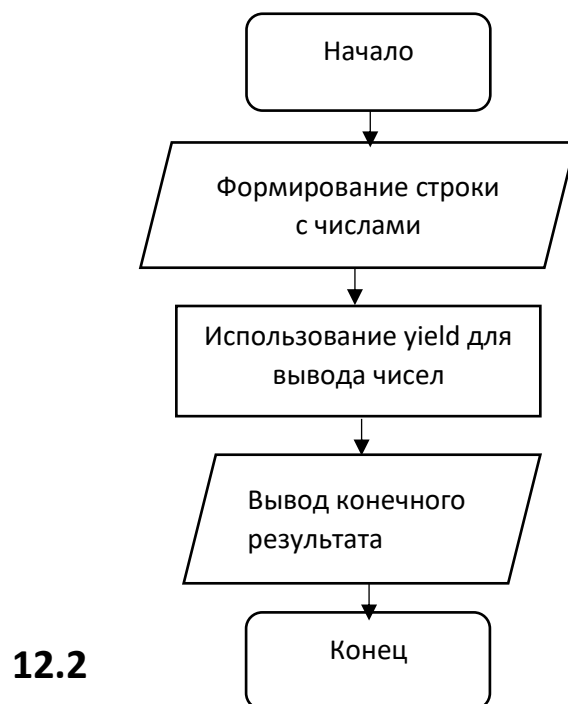 Начало
Формирование строки
с числами
Использование yield для
вывода чисел
Вывод конечного
результата
Конец
12.2